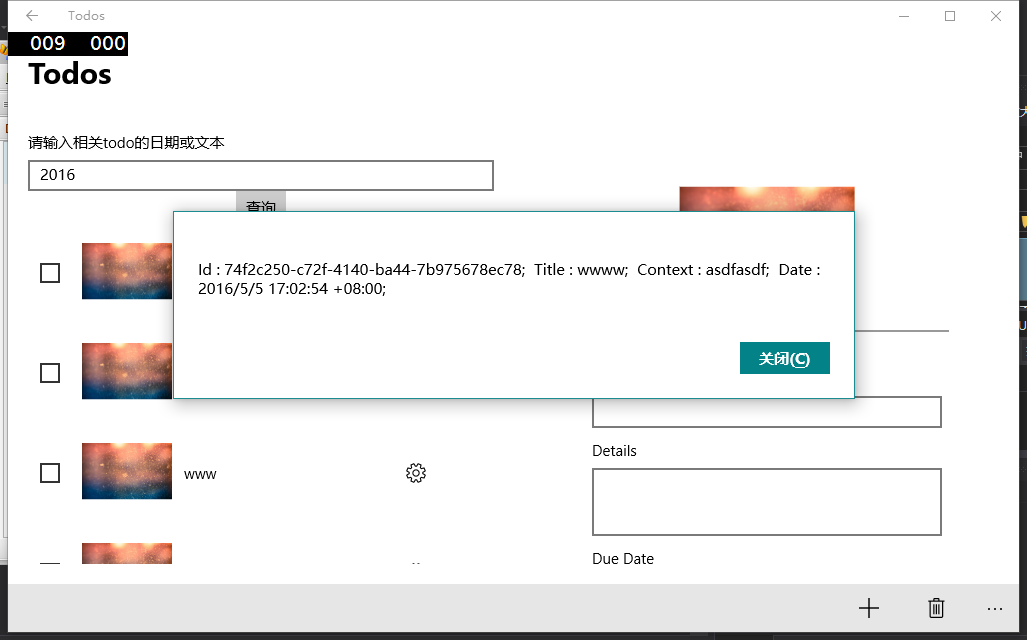 Todos
009 000
Todos
请输入相关todo的日期或文本
2016
查询
Id : 74f2c250-c72f-4140-ba44-7b975678ec78;  Title : wwww;  Context : asdfasdf;  Date :
2016/5/5 17:02:54 +08:00;
关闭(C)
www
Details
Due Date